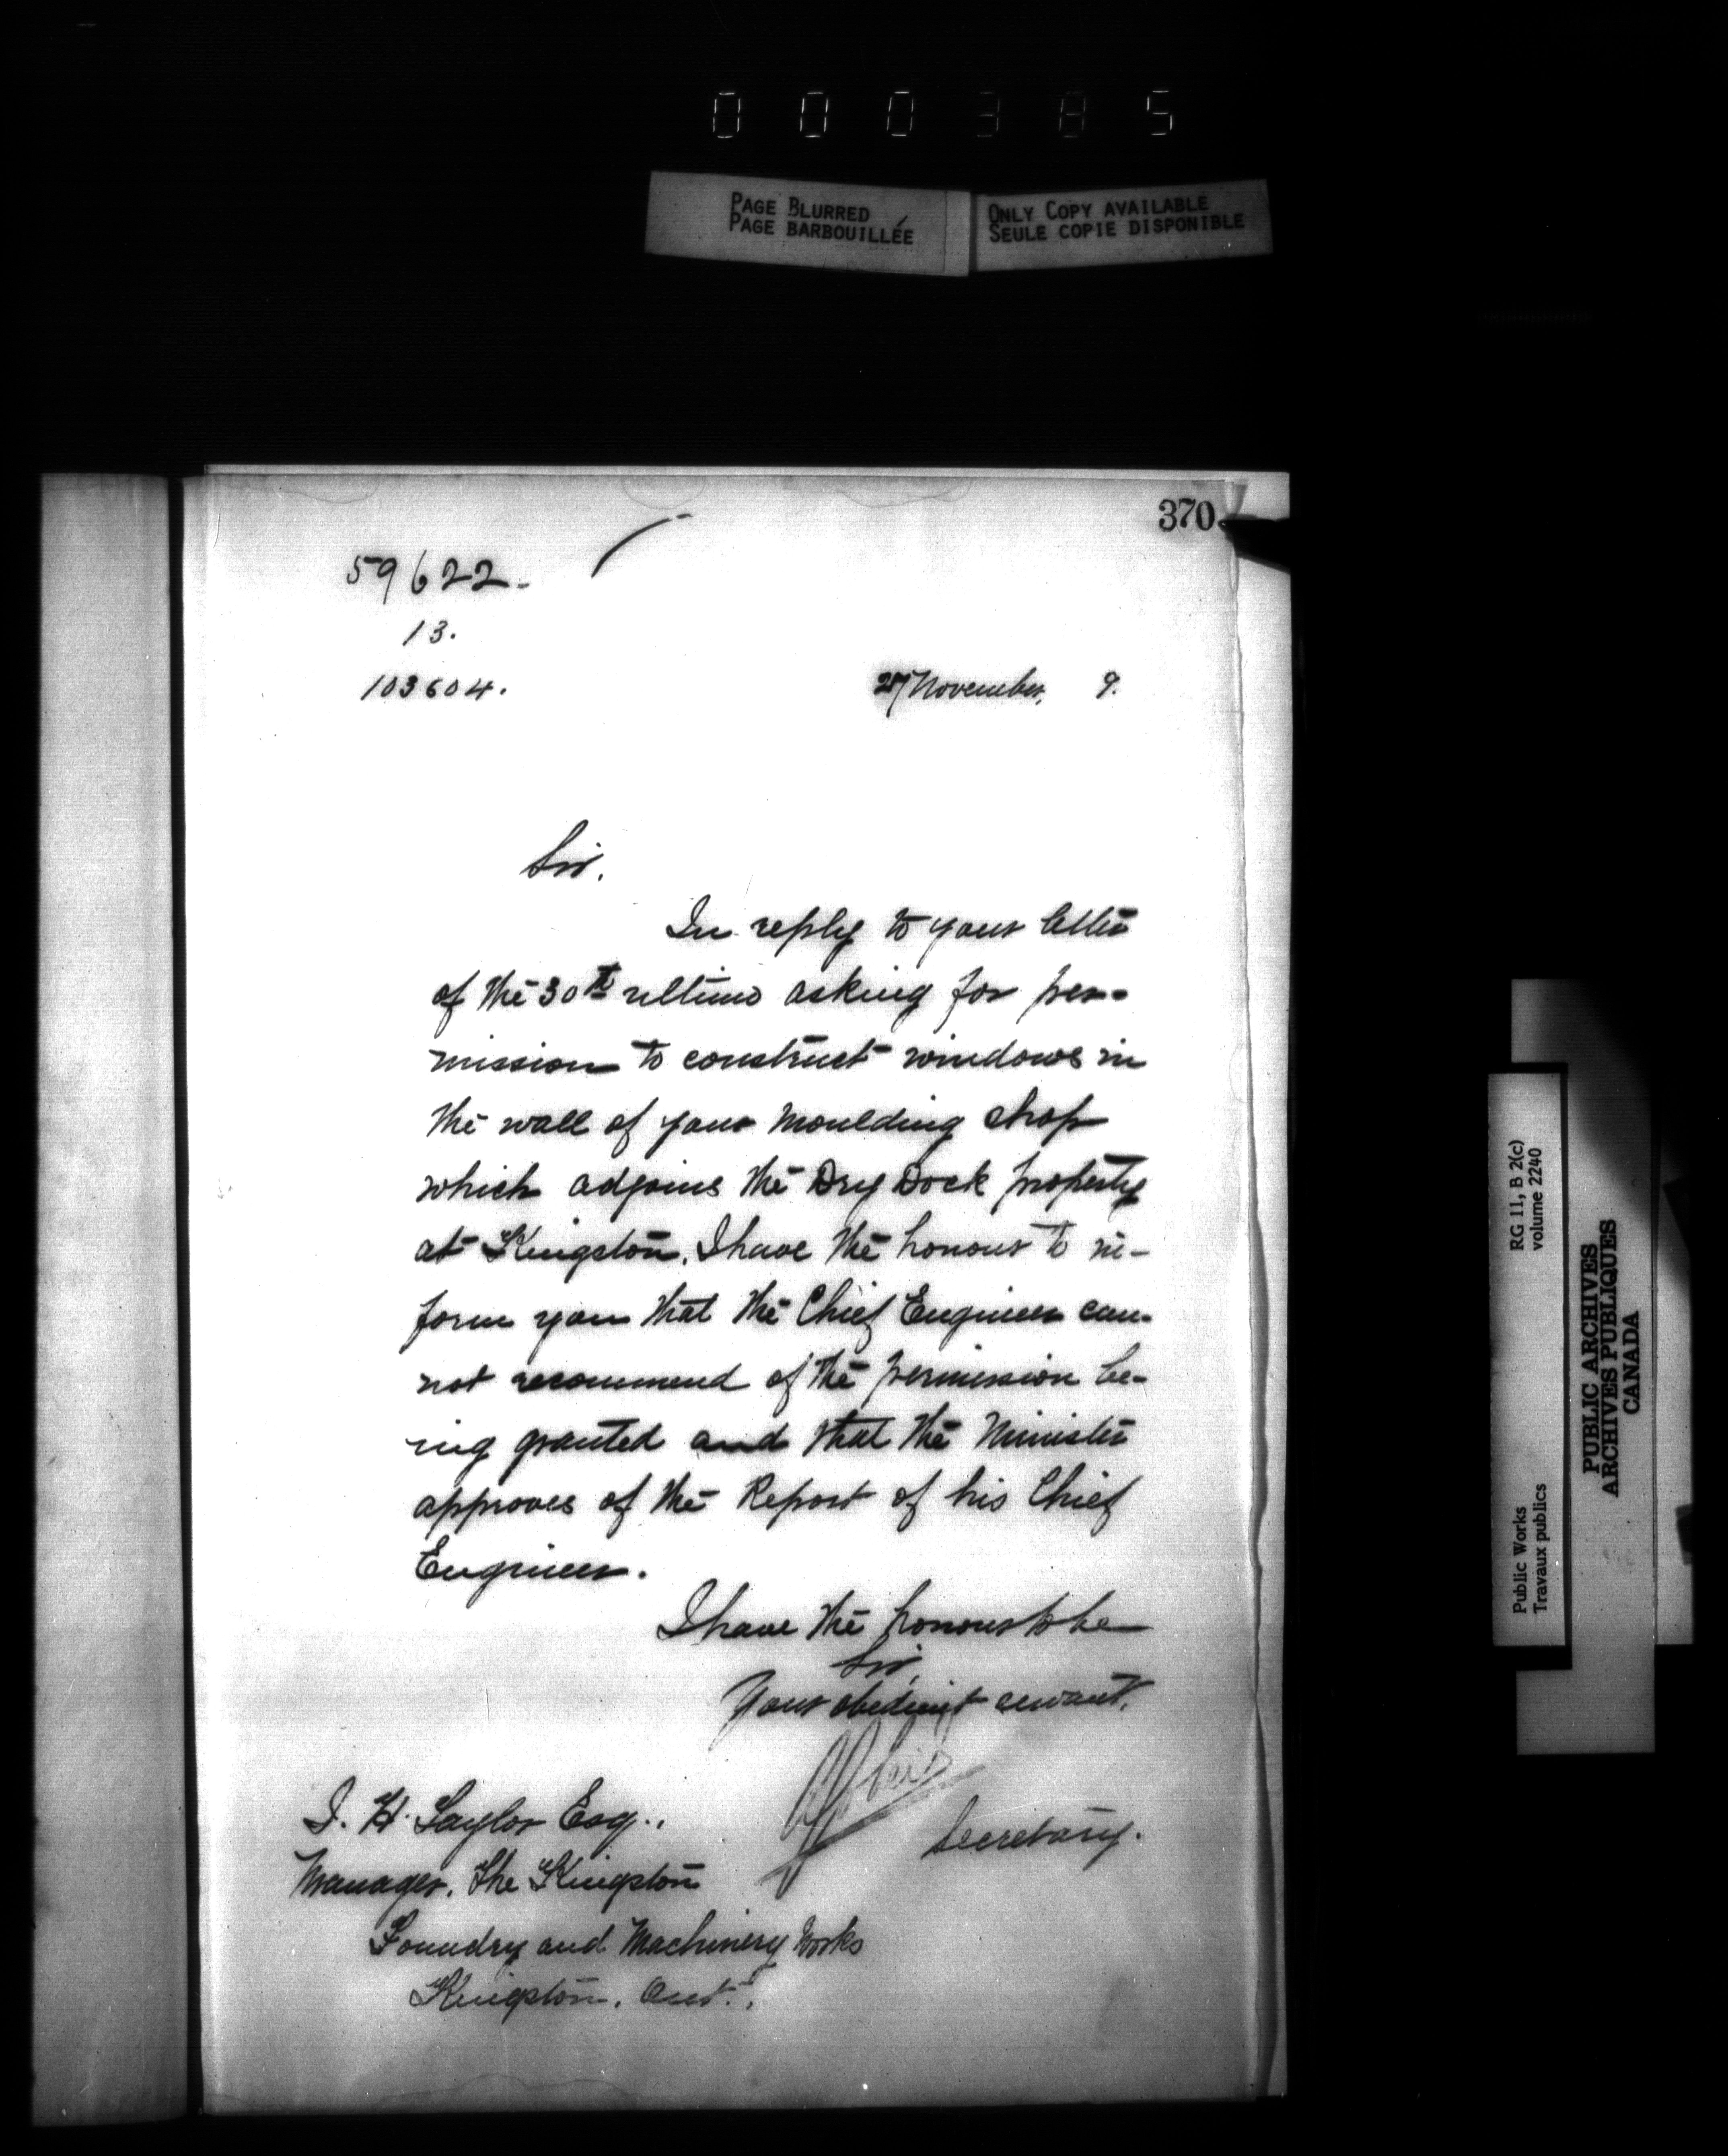 000385
PAGE BLURRED
PAGE BARBOUILLÉE
ONLY COPY AVAILABLE
SEULE COPIE DISPONIBLE
370
59622.
13.
103604.
27 November, 9.
Sir,
In reply to your letter
of the 30th ultimo asking for per-
mission to construct windows in
the wall of your moulding shop
which adjoins the Dry Dock property
at Kingston, I have the honour to in-
form you that the Chief Engineer can-
not recommend of the permission be-
ing granted and that the Minister
approves of the Report of his Chief
Engineer.
I have the honour to be
Sir,
Your obedient servant,
Secretary.
J. H. Taylor Esq.,
Manager, The Kingston
Foundry and Machinery Works
Kingston, Ont.,
RG 11, B 2(c)
volume 2240
Public Works
Travaux publics
PUBLIC ARCHIVES
ARCHIVES PUBLIQUES
CANADA